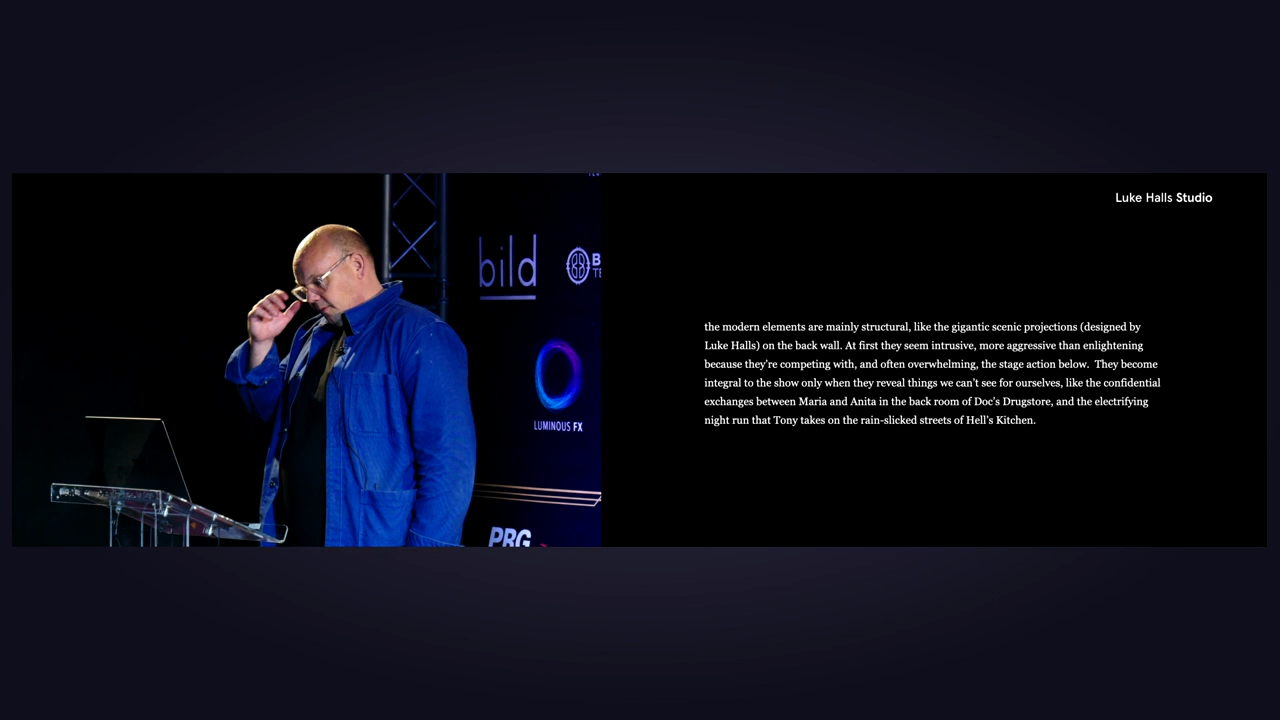 bild
LUMINOUS FX
PRG
Luke Halls Studio
the modern elements are mainly structural, like the gigantic scenic projections (designed by
Luke Halls) on the back wall. At first they seem intrusive, more aggressive than enlightening
because they're competing with, and often overwhelming, the stage action below.  They become
integral to the show only when they reveal things we can't see for ourselves, like the confidential
exchanges between Maria and Anita in the back room of Doc's Drugstore, and the electrifying
night run that Tony takes on the rain-slicked streets of Hell's Kitchen.